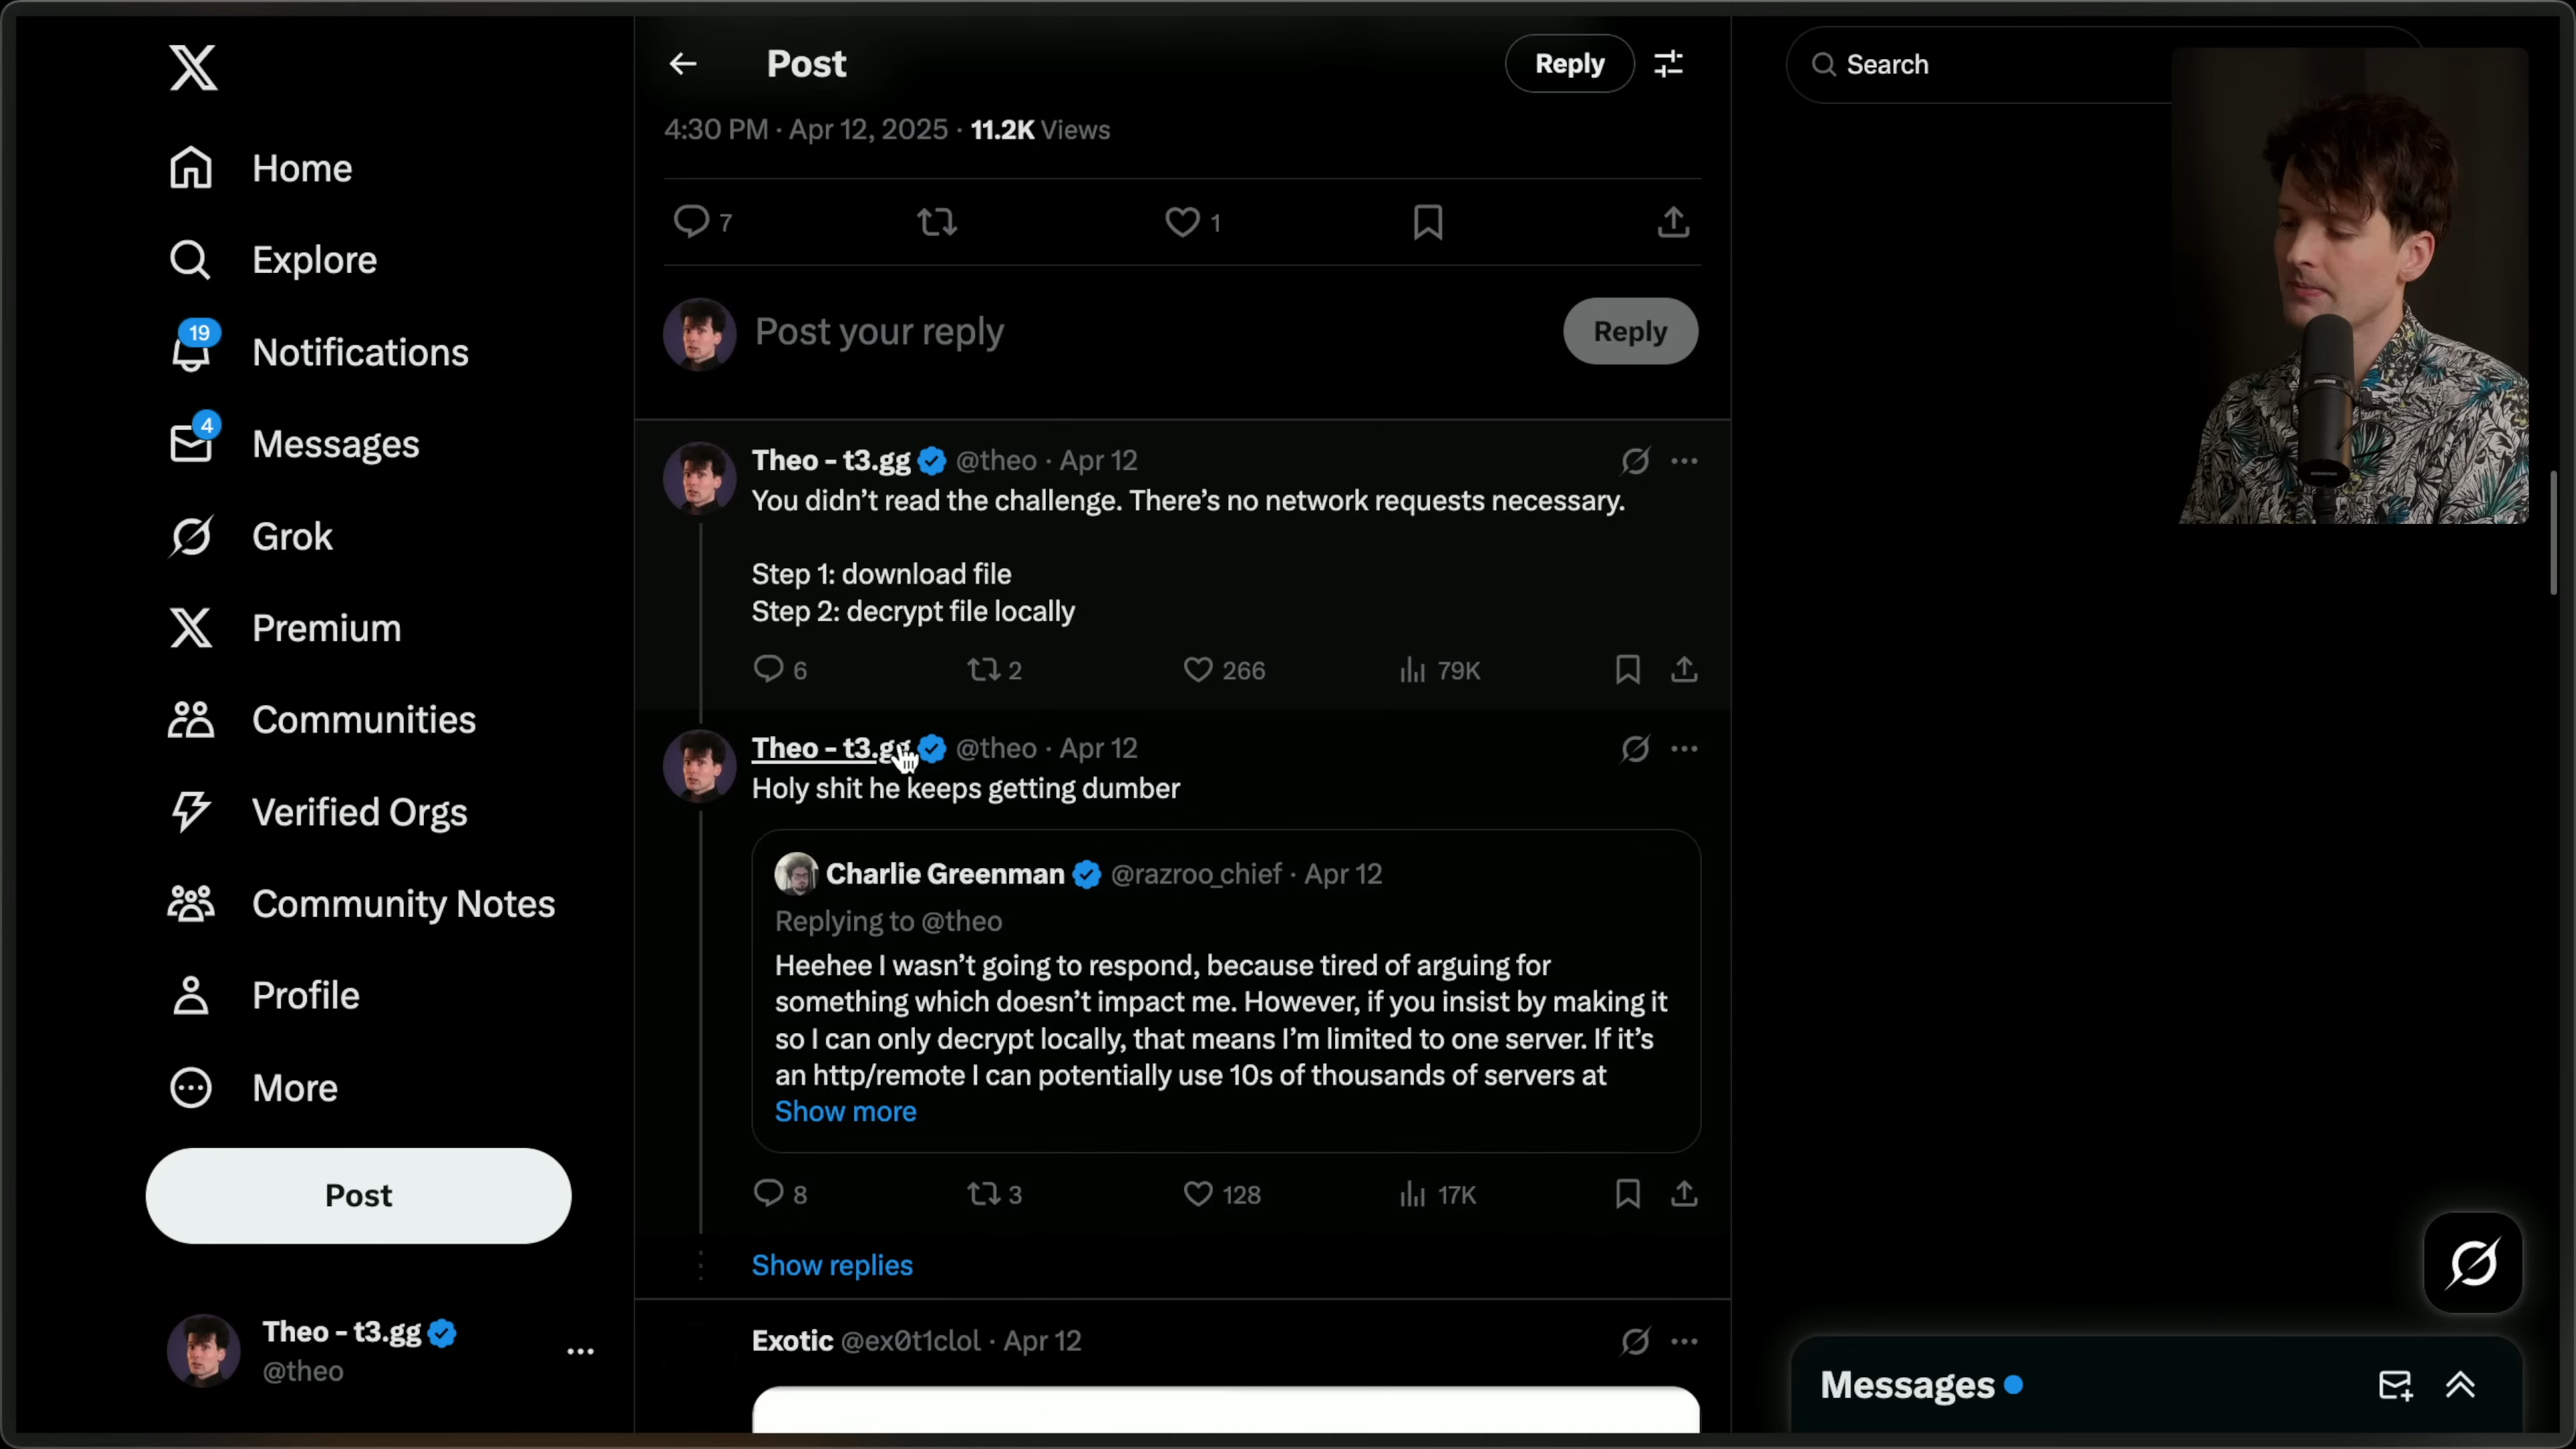 Home
Explore
19
Notifications
4
Messages
Grok
Premium
Communities
Verified Orgs
Community Notes
Profile
More
Post
Theo - t3.gg
@theo
Post
Reply
4:30 PM · Apr 12, 2025 · 11.2K Views
7
1
Post your reply
Reply
Theo - t3.gg @theo · Apr 12
You didn’t read the challenge. There’s no network requests necessary.
Step 1: download file
Step 2: decrypt file locally
6
2
266
79K
Theo - t3.gg @theo · Apr 12
Holy shit he keeps getting dumber
Charlie Greenman @razroo_chief · Apr 12
Replying to @theo
Heehee I wasn’t going to respond, because tired of arguing for
something which doesn’t impact me. However, if you insist by making it
so I can only decrypt locally, that means I’m limited to one server. If it’s
an http/remote I can potentially use 10s of thousands of servers at
Show more
8
3
128
17K
Show replies
Exotic @ex0t1clol · Apr 12
Search
Messages